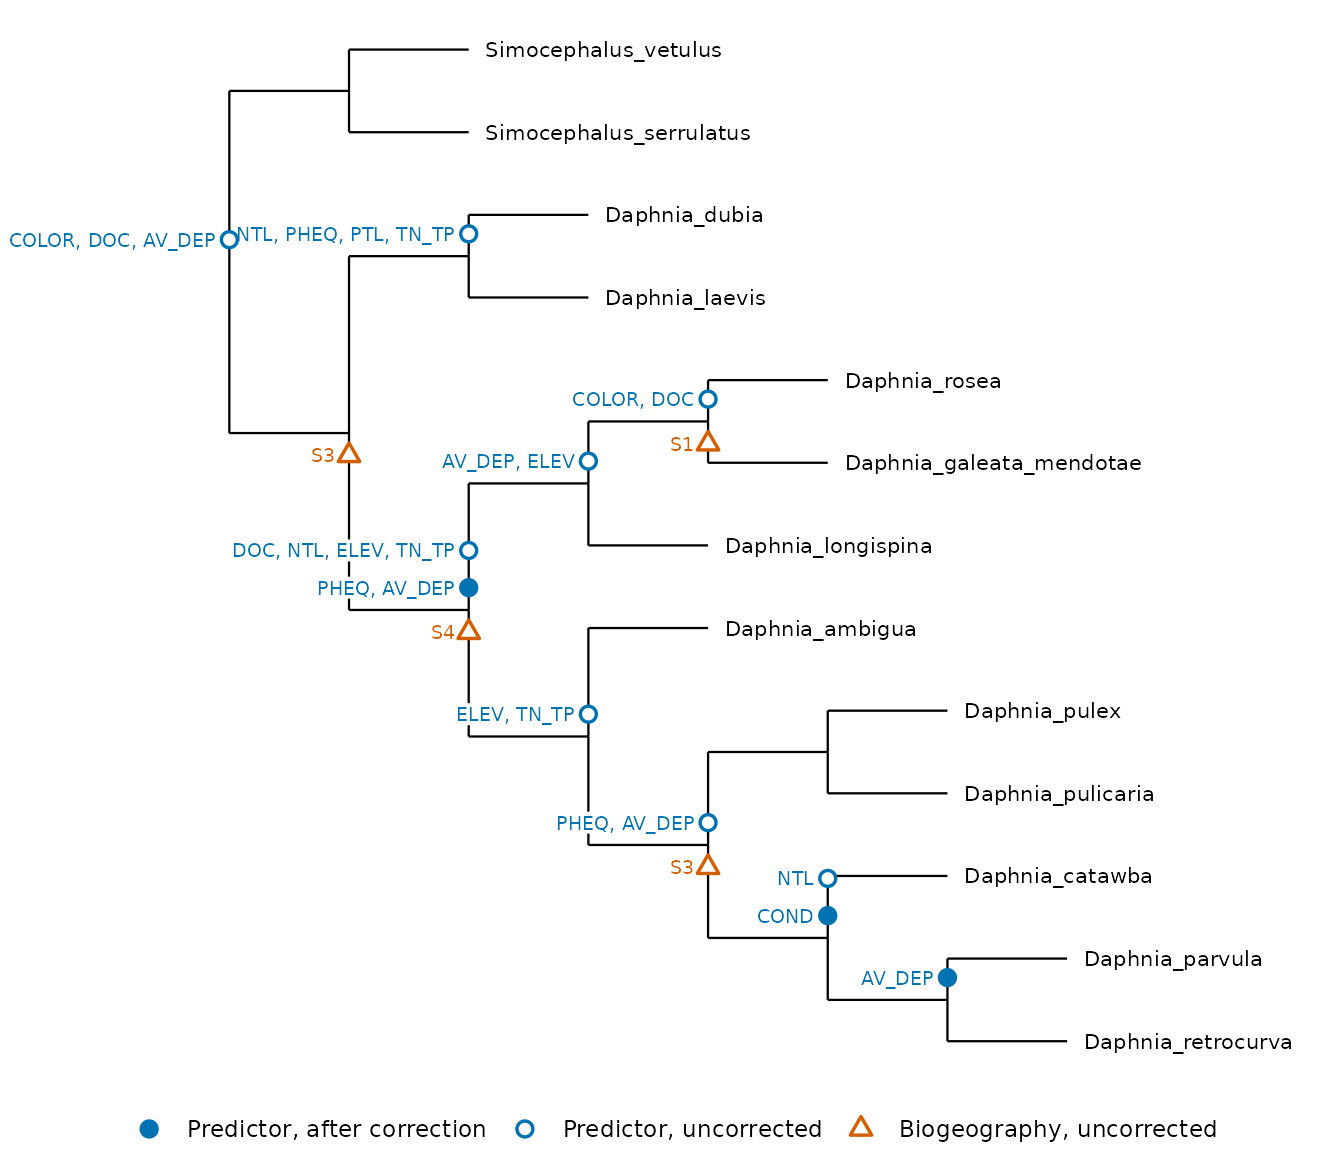 Simocephalus_vetulus
Simocephalus_serrulatus
Daphnia_dubia
COLOR, DOC, AV_DEP
NTL, PHEQ, PTL, TN_TP
Daphnia_laevis
Daphnia_rosea
COLOR, DOC
S1
S3
AV_DEP, ELEV
Daphnia_galeata_mendotae
Daphnia_longispina
DOC, NTL, ELEV, TN_TP
PHEQ, AV_DEP
S4
Daphnia_ambigua
ELEV, TN_TP
Daphnia_pulex
Daphnia_pulicaria
PHEQ, AV_DEP
S3
NTL
Daphnia_catawba
COND
Daphnia_parvula
AV_DEP
Daphnia_retrocurva
Predictor, after correction
Predictor, uncorrected
Biogeography, uncorrected